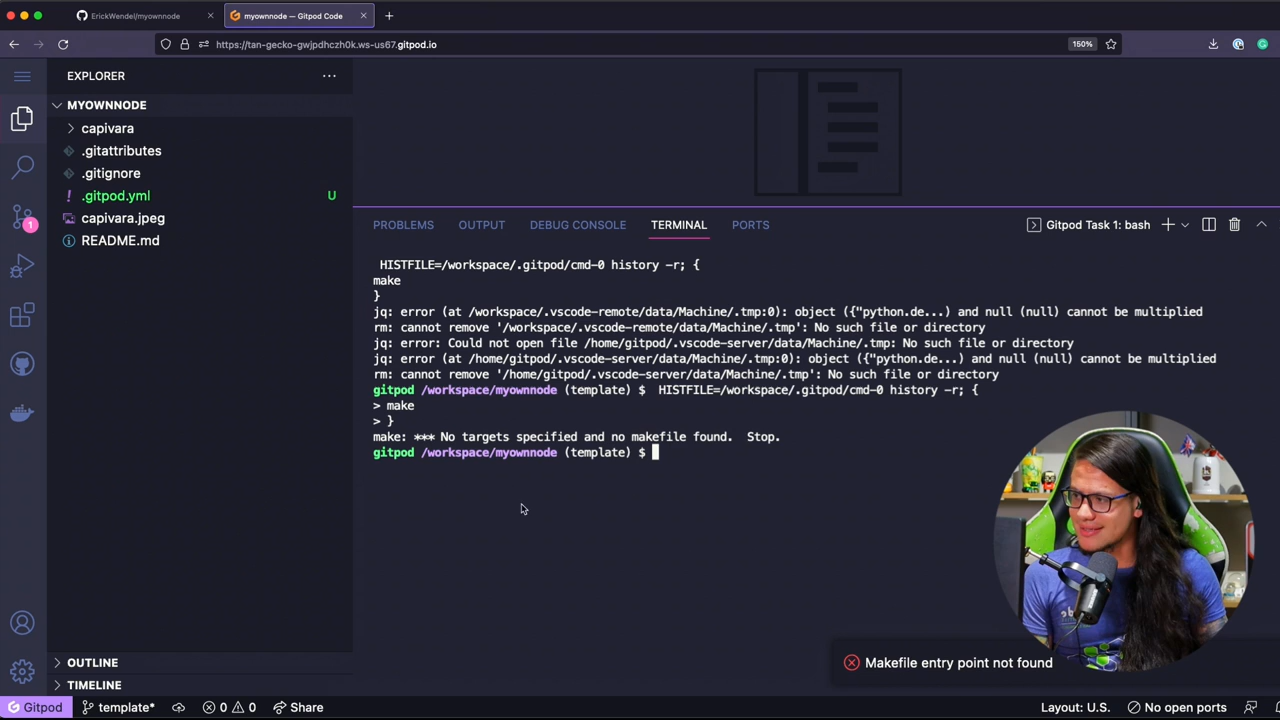 ErickWendel/myownnode
myownnode — Gitpod Code
https://tan-gecko-gwjpdhczh0k.ws-us67.gitpod.io
150%
EXPLORER
MYOWNNODE
capivara
.gitattributes
.gitignore
.gitpod.yml
U
capivara.jpeg
README.md
1
OUTLINE
TIMELINE
PROBLEMS
OUTPUT
DEBUG CONSOLE
TERMINAL
PORTS
Gitpod Task 1: bash
HISTFILE=/workspace/.gitpod/cmd-0 history -r; {
make
}
jq: error (at /workspace/.vscode-remote/data/Machine/.tmp:0): object ({"python.de...) and null (null) cannot be multiplied
rm: cannot remove '/workspace/.vscode-remote/data/Machine/.tmp': No such file or directory
jq: error: Could not open file /home/gitpod/.vscode-server/data/Machine/.tmp: No such file or directory
jq: error (at /home/gitpod/.vscode-server/data/Machine/.tmp:0): object ({"python.de...) and null (null) cannot be multiplied
rm: cannot remove '/home/gitpod/.vscode-server/data/Machine/.tmp': No such file or directory
gitpod /workspace/myownnode (template) $  HISTFILE=/workspace/.gitpod/cmd-0 history -r; {
> make
> }
make: *** No targets specified and no makefile found.  Stop.
gitpod /workspace/myownnode (template) $
Makefile entry point not found
Gitpod
template*
0
0
Share
Layout: U.S.
No open ports